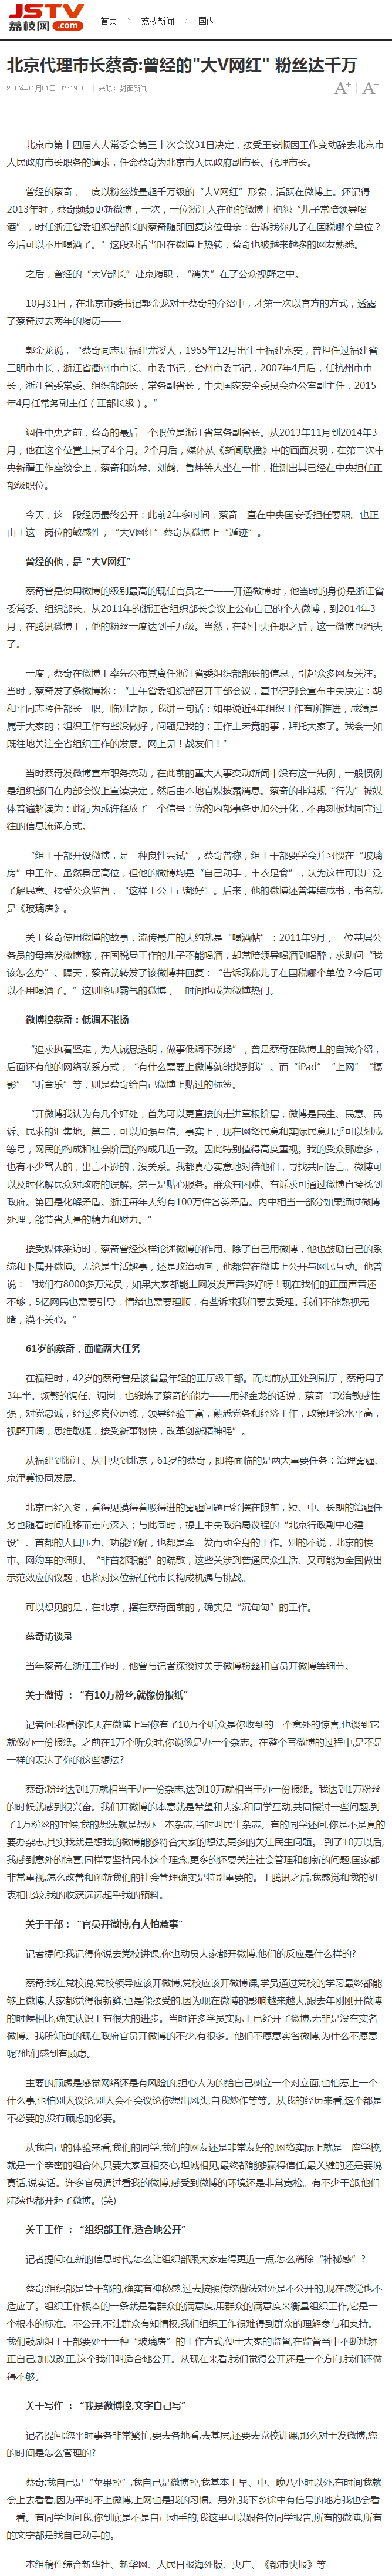 JSTV
荔枝网.com
首页 > 荔枝新闻 > 国内
北京代理市长蔡奇:曾经的"大V网红" 粉丝达千万
2016年11月01日 07:19:10 | 来源：封面新闻
A+ A-
北京市第十四届人大常委会第三十次会议31日决定，接受王安顺因工作变动辞去北京市
人民政府市长职务的请求，任命蔡奇为北京市人民政府副市长、代理市长。
曾经的蔡奇，一度以粉丝数量超千万级的“大V网红”形象，活跃在微博上。还记得
2013年时，蔡奇频频更新微博，一次，一位浙江人在他的微博上抱怨“儿子常陪领导喝
酒”，时任浙江省委组织部部长的蔡奇随即回复这位母亲：告诉我你儿子在国税哪个单位？
今后可以不用喝酒了。”这段对话当时在微博上热转，蔡奇也被越来越多的网友熟悉。
之后，曾经的“大V部长”赴京履职，“消失”在了公众视野之中。
10月31日，在北京市委书记郭金龙对于蔡奇的介绍中，才第一次以官方的方式，透露
了蔡奇过去两年的履历——
郭金龙说，“蔡奇同志是福建尤溪人，1955年12月出生于福建永安，曾担任过福建省
三明市市长，浙江省衢州市市长、市委书记，台州市委书记，2007年4月后，任杭州市市
长，浙江省委常委、组织部部长，常务副省长，中央国家安全委员会办公室副主任，2015
年4月任常务副主任（正部长级）。”
调任中央之前，蔡奇的最后一个职位是浙江省常务副省长。从2013年11月到2014年3
月，他在这个位置上呆了4个月。2个月后，媒体从《新闻联播》中的画面发现，在第二次中
央新疆工作座谈会上，蔡奇和陈希、刘鹤、鲁炜等人坐在一排，推测出其已经在中央担任正
部级职位。
今天，这一段经历最终公开：此前2年多时间，蔡奇一直在中央国安委担任要职。也正
由于这一岗位的敏感性，“大V网红”蔡奇从微博上“遁迹”。
曾经的他，是“大V网红”
蔡奇曾是使用微博的级别最高的现任官员之一——开通微博时，他当时的身份是浙江省
委常委、组织部长。从2011年的浙江省组织部长会议上公布自己的个人微博，到2014年3
月，在腾讯微博上，他的粉丝一度达到千万级。当然，在赴中央任职之后，这一微博也消失
了。
一度，蔡奇在微博上率先公布其离任浙江省委组织部部长的信息，引起众多网友关注。
当时，蔡奇发了条微博称：“上午省委组织部召开干部会议，夏书记到会宣布中央决定：胡
和平同志接任部长一职。临别之际，我讲三句话：如果说近4年组织工作有所推进，成绩是
属于大家的；组织工作有些没做好，问题是我的；工作上未竟的事，拜托大家了。我会一如
既往地关注全省组织工作的发展。网上见！战友们！”
当时蔡奇发微博宣布职务变动，在此前的重大人事变动新闻中没有这一先例，一般惯例
是组织部门在内部会议上宣读决定，然后由本地官媒披露消息。蔡奇的非常规“行为”被媒
体普遍解读为：此行为或许释放了一个信号：党的内部事务更加公开化，不再刻板地固守过
往的信息流通方式。
“组工干部开设微博，是一种良性尝试”，蔡奇曾称，组工干部要学会并习惯在“玻璃
房”中工作。虽然身居高位，但他的微博均是“自己动手，丰衣足食”，认为这样可以广泛
了解民意、接受公众监督，“这样于公于己都好”。后来，他的微博还曾集结成书，书名就
是《玻璃房》。
关于蔡奇使用微博的故事，流传最广的大约就是“喝酒帖”：2011年9月，一位基层公
务员的母亲发微博称，在国税局工作的儿子不能喝酒，却常陪领导喝酒到喝醉，求助问“我
该怎么办”。隔天，蔡奇就转发了该微博并回复：“告诉我你儿子在国税哪个单位？今后可
以不用喝酒了。”这则略显霸气的微博，一时间也成为微博热门。
微博控蔡奇：低调不张扬
“追求执着坚定，为人诚恳透明，做事低调不张扬”，曾是蔡奇在微博上的自我介绍，
后面还有他的网络联系方式，“有什么需要上微博就能找到我”。而“iPad”“上网”“摄
影”“听音乐”等，则是蔡奇给自己微博上贴过的标签。
“开微博我认为有几个好处，首先可以更直接的走进草根阶层，微博是民生、民意、民
诉、民求的汇集地。第二，可以加强互信。事实上，现在网络民意和实际民意几乎可以划成
等号，网民的构成和社会阶层的构成几近一致。因此特别值得高度重视。我的受众那麽多，
也有不少骂人的，出言不逊的，没关系。我都真心实意地对待他们，寻找共同语言。微博可
以及时化解民众对政府的误解。第三是贴心服务。群众有困难、有诉求可通过微博直接找到
政府。第四是化解矛盾。浙江每年大约有100万件各类矛盾。内中相当一部分如果通过微博
处理，能节省大量的精力和财力。”
接受媒体采访时，蔡奇曾经这样论述微博的作用。除了自己用微博，他也鼓励自己的系
统和下属开微博。无论是生活趣事，还是政治动向，他都曾在微博上公开与网民互动。他曾
说：“我们有8000多万党员，如果大家都能上网发发声音多好呀！现在我们的正面声音还
不够，5亿网民也需要引导，情绪也需要理顺，有些诉求我们要去受理。我们不能熟视无
睹，漠不关心。”
61岁的蔡奇，面临两大任务
在福建时，42岁的蔡奇曾是该省最年轻的正厅级干部。而此前从正处到副厅，蔡奇用了
3年半。频繁的调任、调岗，也锻炼了蔡奇的能力——用郭金龙的话说，蔡奇“政治敏感性
强，对党忠诚，经过多岗位历练，领导经验丰富，熟悉党务和经济工作，政策理论水平高，
视野开阔，思维敏捷，接受新事物快，改革创新精神强”。
从福建到浙江、从中央到北京，61岁的蔡奇，即将面临的是两大重要任务：治理雾霾、
京津冀协同发展。
北京已经入冬，看得见摸得着吸得进的雾霾问题已经摆在眼前，短、中、长期的治霾任
务也随着时间推移而走向深入；与此同时，提上中央政治局议程的“北京行政副中心建
设”、首都的人口压力、功能纾解，也都是牵一发而动全身的工作。别的不说，北京的楼
市、网约车的细则、“非首都职能”的疏散，这些关涉到普通民众生活、又可能为全国做出
示范效应的议题，也将对这位新任代市长构成机遇与挑战。
可以想见的是，在北京，摆在蔡奇面前的，确实是“沉甸甸”的工作。
蔡奇访谈录
当年蔡奇在浙江工作时，他曾与记者深谈过关于微博粉丝和官员开微博等细节。
关于微博 ：“有10万粉丝,就像份报纸”
记者问:我看你昨天在微博上写你有了10万个听众是你收到的一个意外的惊喜,也谈到它
就像办一份报纸。之前在1万个听众时,你说像是办一个杂志。在整个写微博的过程中,是不是
一样的表达了你的这些想法?
蔡奇:粉丝达到1万就相当于办一份杂志,达到10万就相当于办一份报纸。我达到1万粉丝
的时候就感到很兴奋。我们开微博的本意就是希望和大家,和同学互动,共同探讨一些问题,到
了1万粉丝的时候,我的想法就是想办一本杂志,当时叫民生杂志。有的同学还问,你是不是真的
要办杂志,其实我就是想我的微博能够符合大家的想法,更多的关注民生问题。 到了10万以后,
我感到意外的惊喜,同样要坚持民本这个理念,更多的还要关注社会管理和创新的问题,国家都
非常重视,怎么改善和创新我们的社会管理确实是特别重要的。上腾讯之后,我感觉和我的初
衷相比较,我的收获远远超乎我的预料。
关于干部：“官员开微博,有人怕惹事”
记者提问:我记得你说去党校讲课,你也动员大家都开微博,他们的反应是什么样的?
蔡奇:我在党校说,党校领导应该开微博,党校应该开微博课,学员通过党校的学习最终都能
够上微博,大家都觉得很新鲜,也是能接受的,因为现在微博的影响越来越大,跟去年刚刚开微博
的时候相比,确实认识上有很大的进步。当时许多学员实际上已经开了微博,无非是没有实名
微博。我所知道的现在政府官员开微博的不少,有很多。他们不愿意实名微博,为什么不愿意
呢?他们感到有顾虑。
主要的顾虑是感觉网络还是有风险的,担心人为的给自己树立一个对立面,也怕惹上一个
什么事,也怕别人议论,别人会不会议论你想出风头,自我炒作等等。从我的经历来看,这个都是
不必要的,没有顾虑的必要。
从我自己的体验来看,我们的同学,我们的网友还是非常友好的,网络实际上就是一座学校,
就是一个亲密的组合体,只要大家互相交心,坦诚相见,最终都能够赢得信任,最关键的还是要说
真话,说实话。许多官员通过看我的微博,感受到微博的环境还是非常宽松。有不少干部,他们
陆续也都开起了微博。(笑)
关于工作 ：“组织部工作,适合地公开”
记者提问:在新的信息时代,怎么让组织部跟大家走得更近一点,怎么消除“神秘感”?
蔡奇:组织部是管干部的,确实有神秘感,过去按照传统做法对外是不公开的,现在感觉也不
适应了。组织工作根本的一条就是看群众的满意度,用群众的满意度来衡量组织工作,它是一
个根本的标准。不公开,不让群众有知情权,我们组织工作很难得到群众的理解参与和支持。
我们鼓励组工干部要处于一种“玻璃房”的工作方式,便于大家的监督,在监督当中不断地矫
正自己,加以改正,这个我们叫适合地公开。从现在来看,我们觉得公开还是一个方向,我们还做
得不够。
关于写作 ：“我是微博控,文字自己写”
记者提问:您平时事务非常繁忙,要去各地看,去基层,还要去党校讲课,那么对于发微博,您
的时间是怎么管理的?
蔡奇:我自己是“苹果控”,我自己是微博控,我基本上早、中、晚八小时以外,有时间我就
会上去看看,因为平时不上微博,上网也是我的习惯。另外,我下乡途中有信号的地方我也会看
一看。有同学也问我,你到底是不是自己动手的,我这里可以跟各位同学报告,所有的微博,所有
的文字都是我自己动手的。
本组稿件综合新华社、新华网、人民日报海外版、央广、《都市快报》等